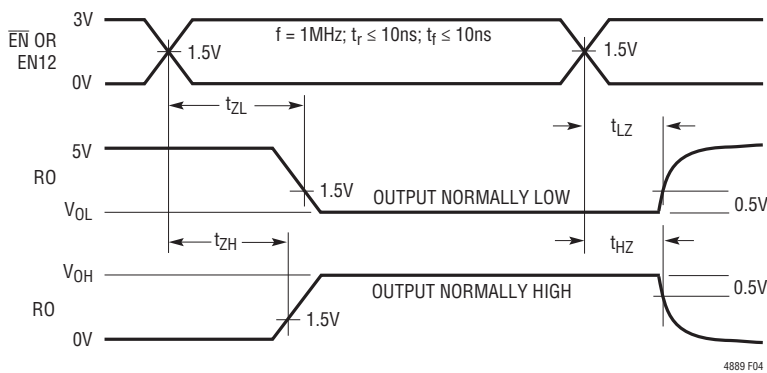 3V
EN OR
EN12
0V
1.5V
f = 1MHz; tr ≤ 10ns; tf ≤ 10ns
1.5V
tZL
tLZ
5V
RO
VOL
1.5V
OUTPUT NORMALLY LOW
0.5V
tZH
tHZ
VOH
RO
0V
1.5V
OUTPUT NORMALLY HIGH
0.5V
4889 F04